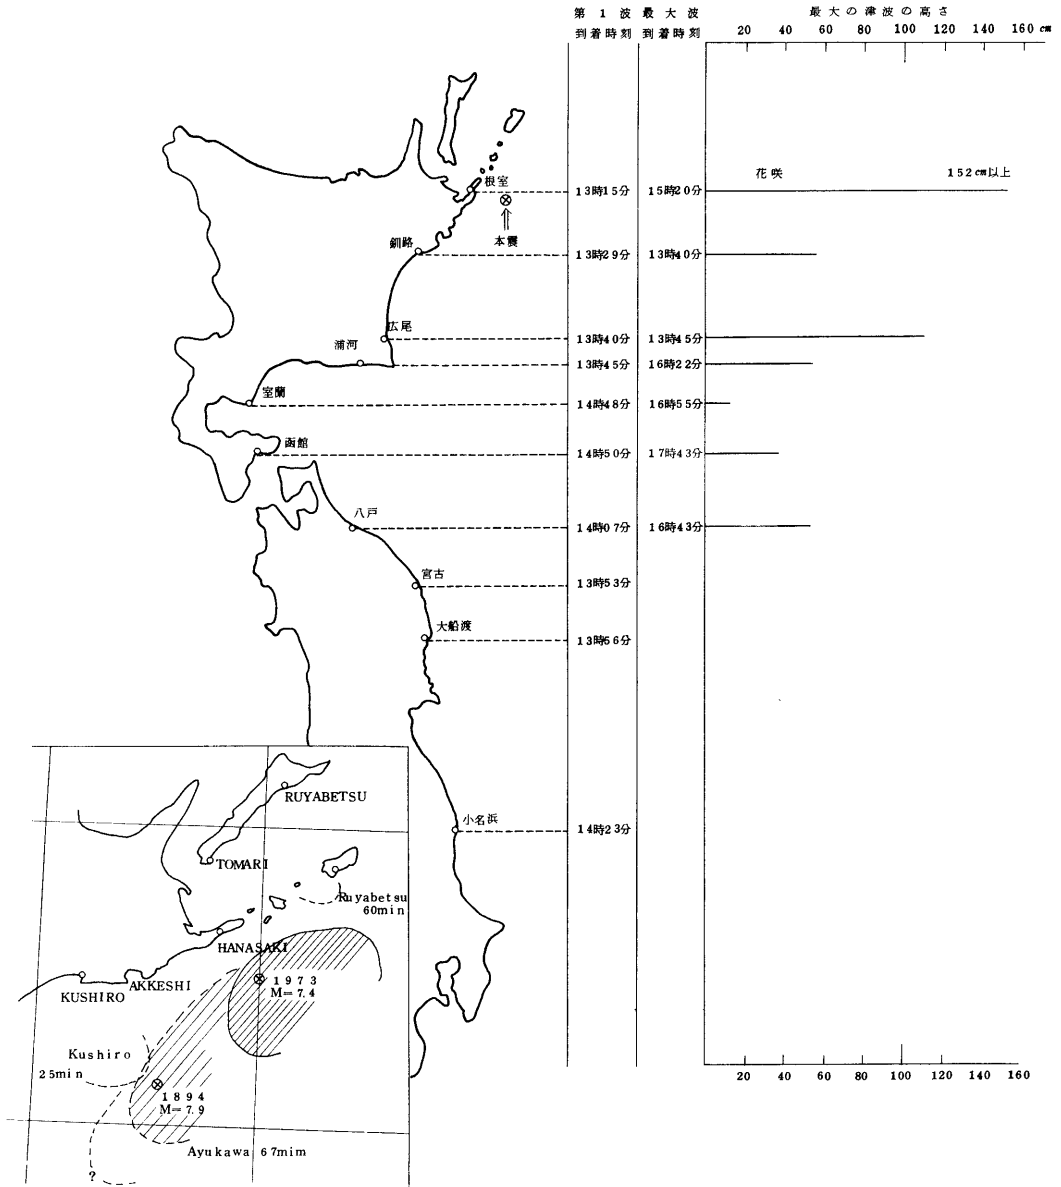 第1波 最大波 最大の津波の高さ
到着時刻 到着時刻 20 40 60 80 100 120 140 160 cm
花咲 152cm以上
根室 13時15分 15時20分
本震
釧路 13時29分 13時40分
広尾 13時40分 13時45分
浦河 13時45分 16時22分
室蘭 14時48分 16時55分
函館 14時50分 17時43分
八戸 14時07分 16時43分
宮古 13時53分
大船渡 13時56分
小名浜 14時23分
20 40 60 80 100 120 140 160
RUYABETSU
TOMARI
Ruyabetsu
60min
HANASAKI
1973
M=7.4
AKKESHI
KUSHIRO
Kushiro
25min
1894
M=7.9
Ayukawa 67mim
?